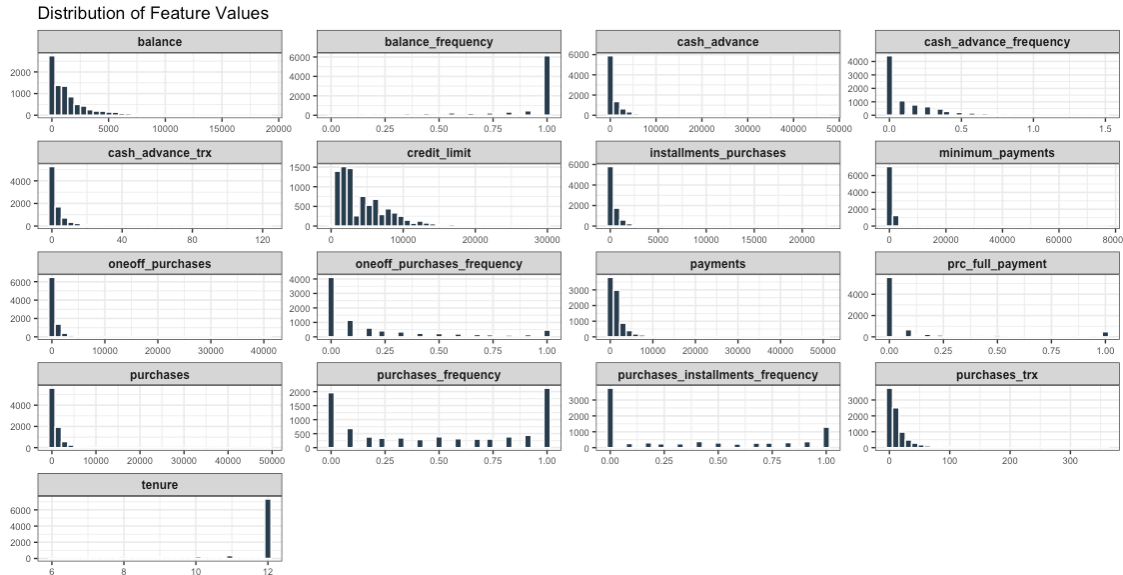 Distribution of Feature Values
balance
balance_frequency
cash_advance
cash_advance_frequency
2000
1000
0
6000
4000
2000
0
6000
4000
2000
0
4000
3000
2000
1000
0
0 5000 10000 15000 20000
0.00 0.25 0.50 0.75 1.00
0 10000 20000 30000 40000 50000
0.0 0.5 1.0 1.5
cash_advance_trx
credit_limit
installments_purchases
minimum_payments
4000
2000
0
1500
1000
500
0
6000
4000
2000
0
6000
4000
2000
0
0 40 80 120
0 10000 20000 30000
0 5000 10000 15000 20000
0 20000 40000 60000 8000
oneoff_purchases
oneoff_purchases_frequency
payments
prc_full_payment
6000
4000
2000
0
4000
3000
2000
1000
0
3000
2000
1000
0
4000
2000
0
0 10000 20000 30000 40000
0.00 0.25 0.50 0.75 1.00
0 10000 20000 30000 40000 50000
0.00 0.25 0.50 0.75 1.00
purchases
purchases_frequency
purchases_installments_frequency
purchases_trx
4000
2000
0
2000
1500
1000
500
0
3000
2000
1000
0
3000
2000
1000
0
0 10000 20000 30000 40000 50000
0.00 0.25 0.50 0.75 1.00
0.00 0.25 0.50 0.75 1.00
0 100 200 300
tenure
6000
4000
2000
0
6 8 10 12